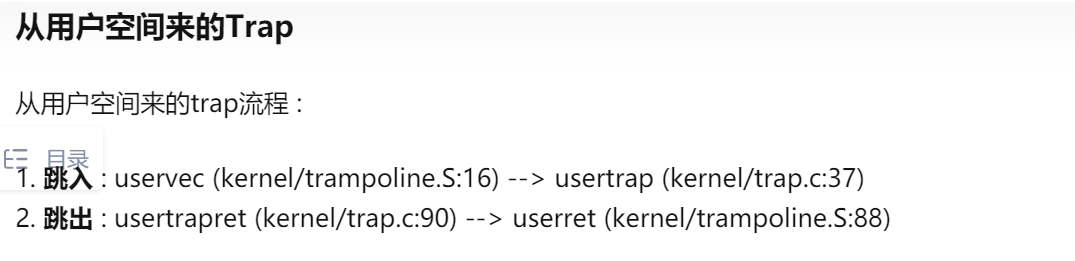 从用户空间来的Trap
从用户空间来的trap流程 :
目录
1. 跳入 : uservec (kernel/trampoline.S:16) --> usertrap (kernel/trap.c:37)
2. 跳出 : usertrapret (kernel/trap.c:90) --> userret (kernel/trampoline.S:88)